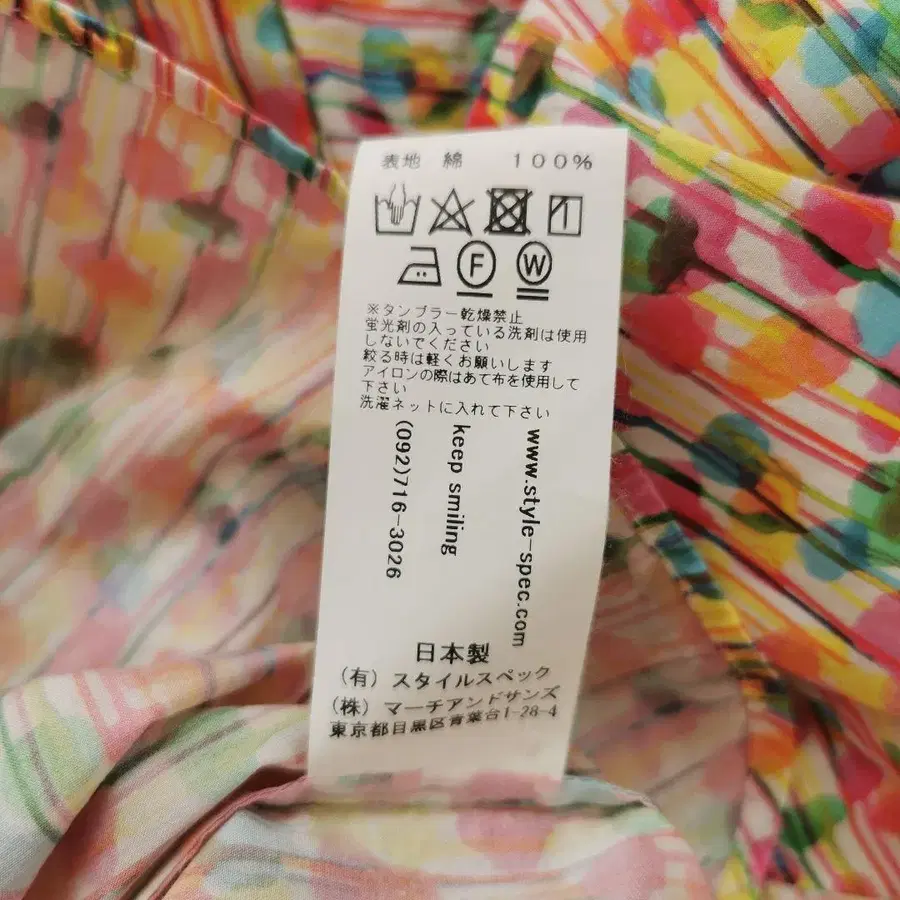 表地 綿 100%
F W
※タンブラー乾燥禁止
蛍光剤の入っている洗剤は使用
しないでください
絞る時は軽くお願いします
アイロンの際はあて布を使用して
下さい
洗濯ネットに入れて下さい
www.style-spec.com
keep smiling
(092)716-3026
日本製
(有) スタイルスペック
(株) マーチアンドサンズ
東京都目黒区青葉台1-28-4